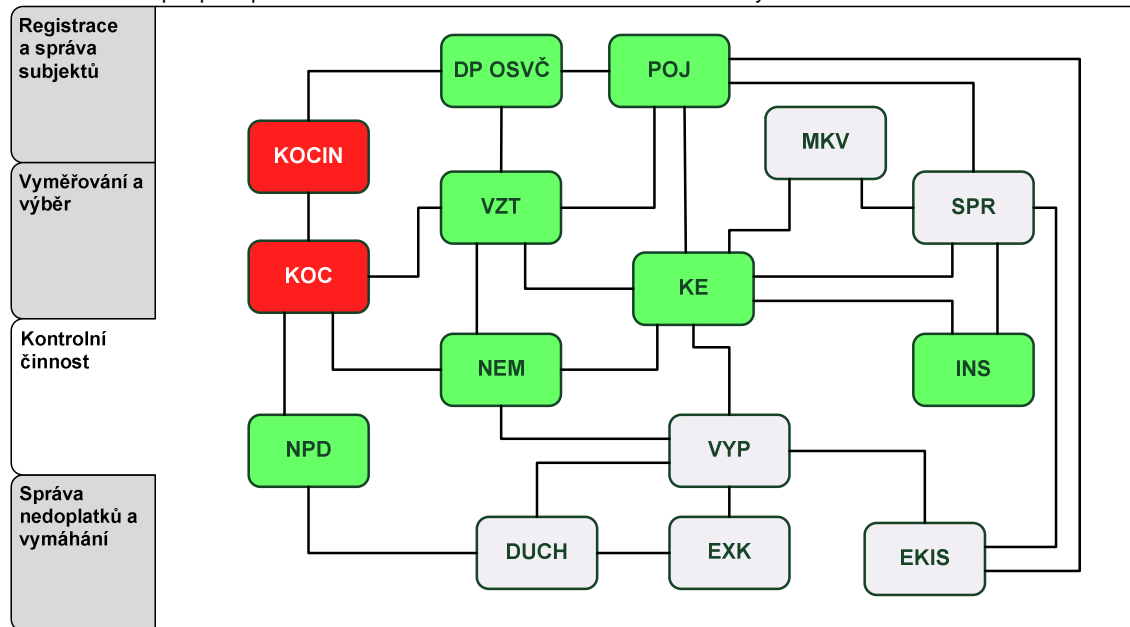 Registrace
a správa
subjektů
DP OSVČ
POJ
MKV
KOCIN
Vyměřování a
výběr
VZT
SPR
KOC
KE
Kontrolní
činnost
NEM
INS
NPD
VYP
Správa
nedoplatků a
vymáhání
DUCH
EXK
EKIS